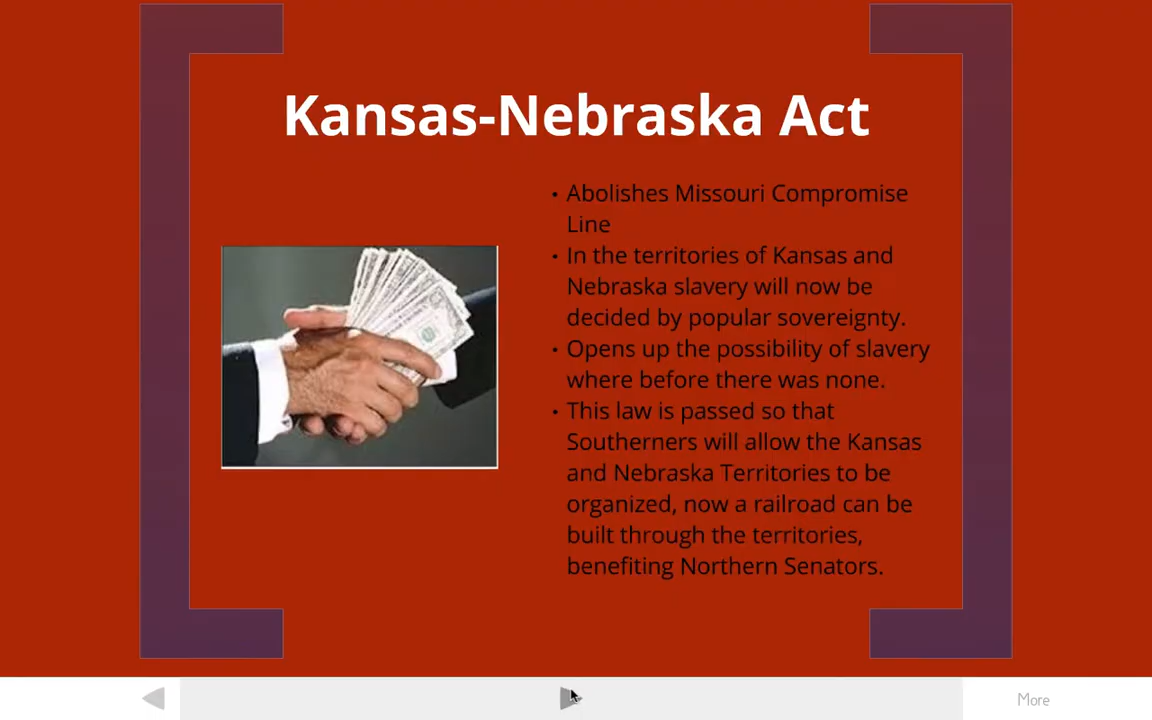 Kansas-Nebraska Act
• Abolishes Missouri Compromise
Line
• In the territories of Kansas and
Nebraska slavery will now be
decided by popular sovereignty.
• Opens up the possibility of slavery
where before there was none.
• This law is passed so that
Southerners will allow the Kansas
and Nebraska Territories to be
organized, now a railroad can be
built through the territories,
benefiting Northern Senators.
More